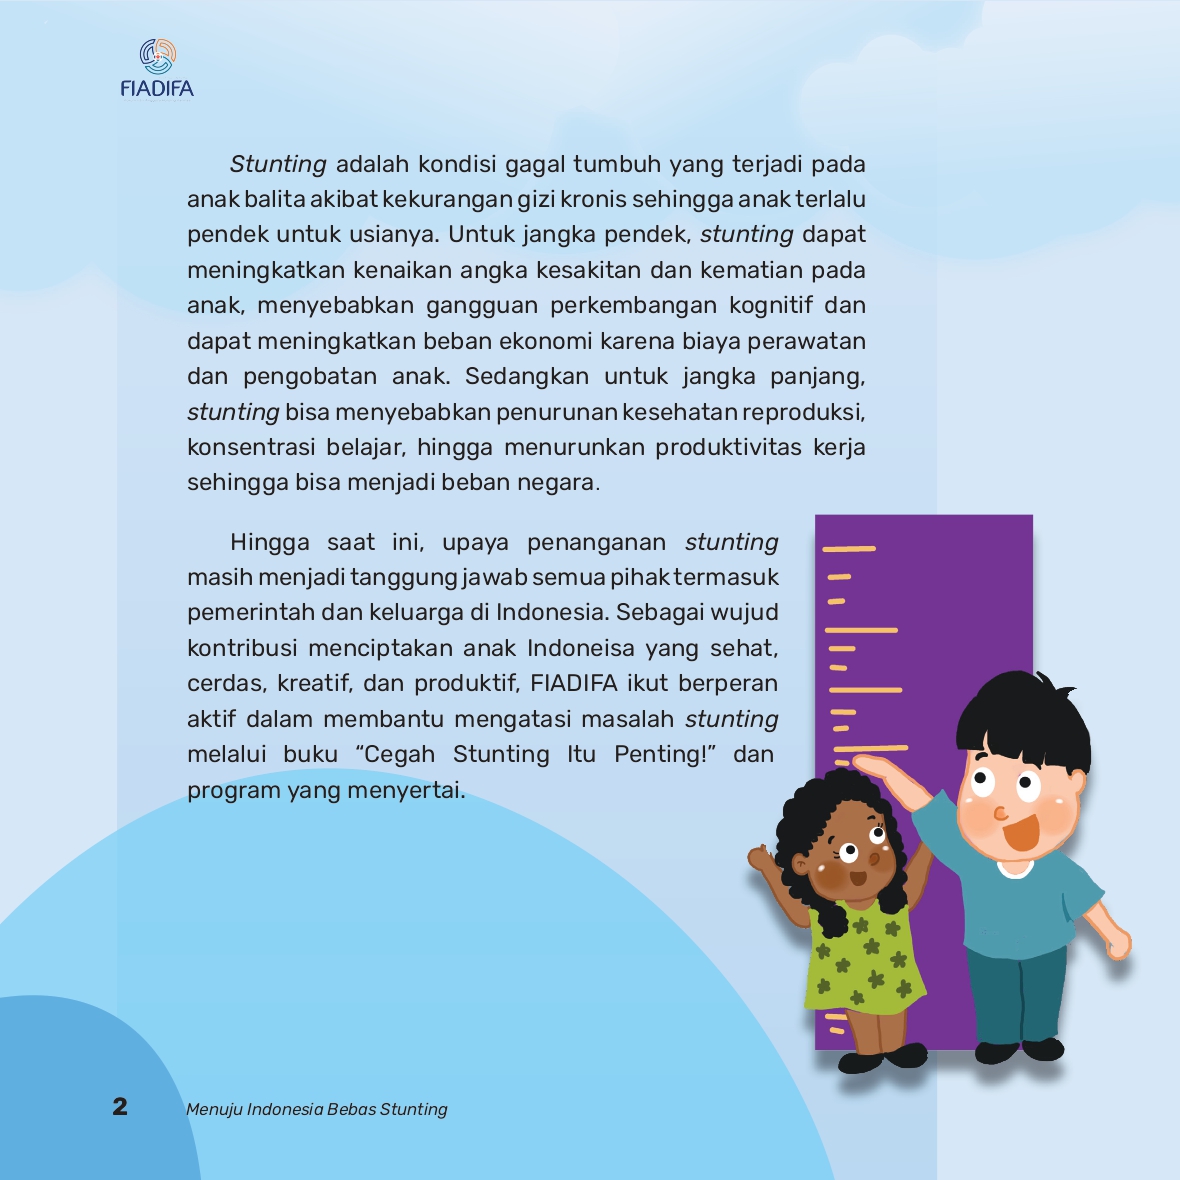 FIADIFA
Stunting adalah kondisi gagal tumbuh yang terjadi pada
anak balita akibat kekurangan gizi kronis sehingga anak terlalu
pendek untuk usianya. Untuk jangka pendek, stunting dapat
meningkatkan kenaikan angka kesakitan dan kematian pada
anak, menyebabkan gangguan perkembangan kognitif dan
dapat meningkatkan beban ekonomi karena biaya perawatan
dan pengobatan anak. Sedangkan untuk jangka panjang,
stunting bisa menyebabkan penurunan kesehatan reproduksi,
konsentrasi belajar, hingga menurunkan produktivitas kerja
sehingga bisa menjadi beban negara.
Hingga saat ini, upaya penanganan stunting
masih menjadi tanggung jawab semua pihak termasuk
pemerintah dan keluarga di Indonesia. Sebagai wujud
kontribusi menciptakan anak Indoneisa yang sehat,
cerdas, kreatif, dan produktif, FIADIFA ikut berperan
aktif dalam membantu mengatasi masalah stunting
melalui buku “Cegah Stunting Itu Penting!” dan
program yang menyertai.
2 Menuju Indonesia Bebas Stunting